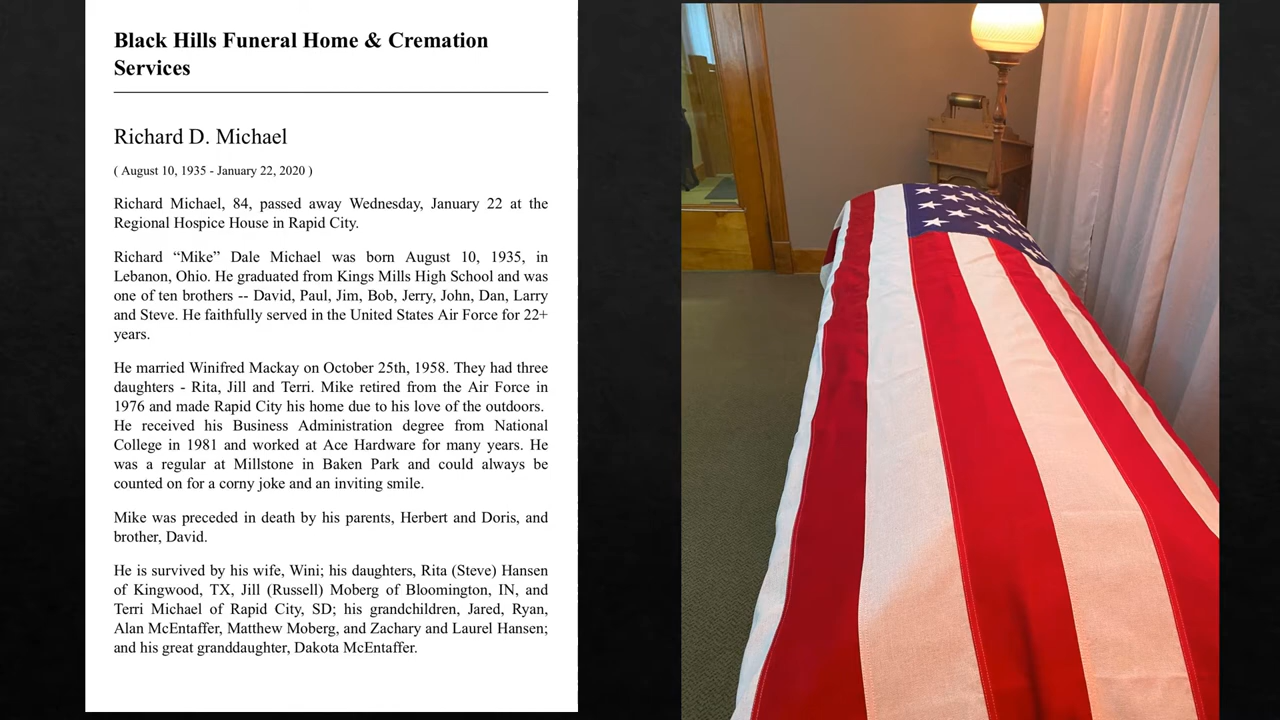 Black Hills Funeral Home & Cremation
Services
Richard D. Michael
( August 10, 1935 - January 22, 2020 )
Richard Michael, 84, passed away Wednesday, January 22 at the
Regional Hospice House in Rapid City.
Richard “Mike” Dale Michael was born August 10, 1935, in
Lebanon, Ohio. He graduated from Kings Mills High School and was
one of ten brothers -- David, Paul, Jim, Bob, Jerry, John, Dan, Larry
and Steve. He faithfully served in the United States Air Force for 22+
years.
He married Winifred Mackay on October 25th, 1958. They had three
daughters - Rita, Jill and Terri. Mike retired from the Air Force in
1976 and made Rapid City his home due to his love of the outdoors.
He received his Business Administration degree from National
College in 1981 and worked at Ace Hardware for many years. He
was a regular at Millstone in Baken Park and could always be
counted on for a corny joke and an inviting smile.
Mike was preceded in death by his parents, Herbert and Doris, and
brother, David.
He is survived by his wife, Wini; his daughters, Rita (Steve) Hansen
of Kingwood, TX, Jill (Russell) Moberg of Bloomington, IN, and
Terri Michael of Rapid City, SD; his grandchildren, Jared, Ryan,
Alan McEntaffer, Matthew Moberg, and Zachary and Laurel Hansen;
and his great granddaughter, Dakota McEntaffer.